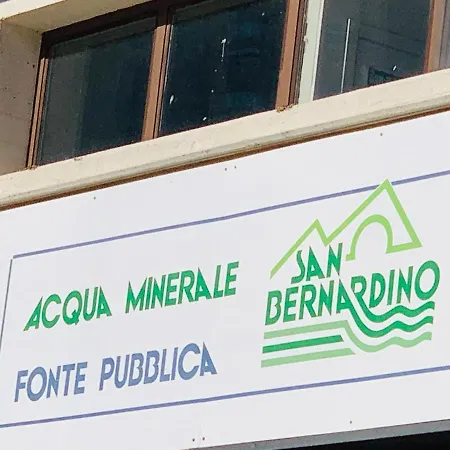 ACQUA MINERALE
FONTE PUBBLICA
SAN
BERNARDINO